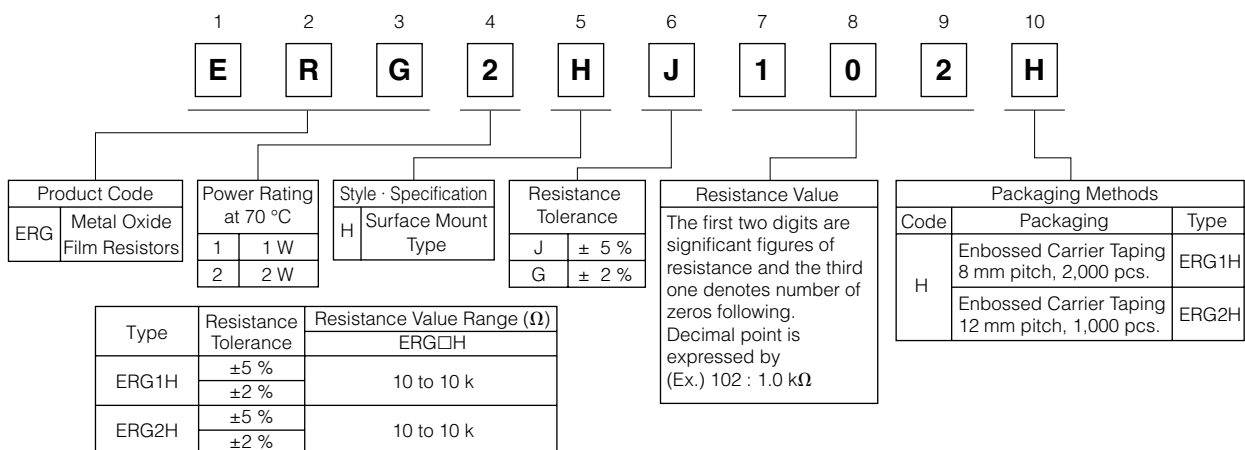 1 2 3 4 5 6 7 8 9 10
E R G 2 H J 1 0 2 H
Product Code
ERG
Metal Oxide
Film Resistors
Power Rating
at 70 °C
1 1 W
2 2 W
Style · Specification
H
Surface Mount
Type
Resistance
Tolerance
J ± 5 %
G ± 2 %
Resistance Value
The first two digits are
significant figures of
resistance and the third
one denotes number of
zeros following.
Decimal point is
expressed by
(Ex.) 102 : 1.0 kΩ
Packaging Methods
Code Packaging Type
H
Enbossed Carrier Taping
8 mm pitch, 2,000 pcs.
ERG1H
Enbossed Carrier Taping
12 mm pitch, 1,000 pcs.
ERG2H
Type
Resistance
Tolerance
Resistance Value Range (Ω)
ERG□H
ERG1H
±5 %
±2 %
10 to 10 k
ERG2H
±5 %
±2 %
10 to 10 k